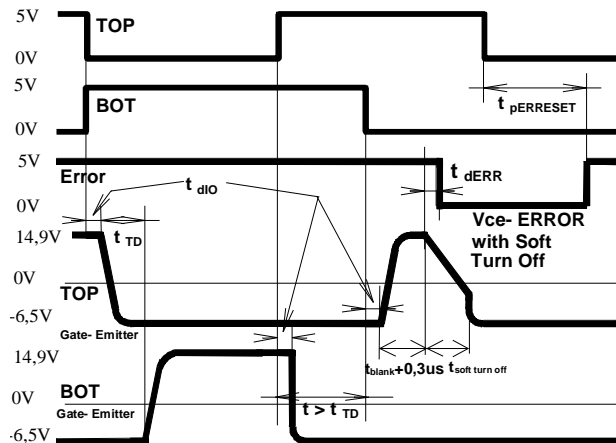 5V
TOP
0V
5V
BOT
t pERRESET
0V
5V
Error
t dIO
t dERR
0V
Vce- ERROR
with Soft
Turn Off
14,9V
t TD
0V
TOP
-6,5V
Gate- Emitter
14,9V
tblank+0,3us
tsoft turn off
BOT
0V
Gate- Emitter
t > t TD
-6,5V